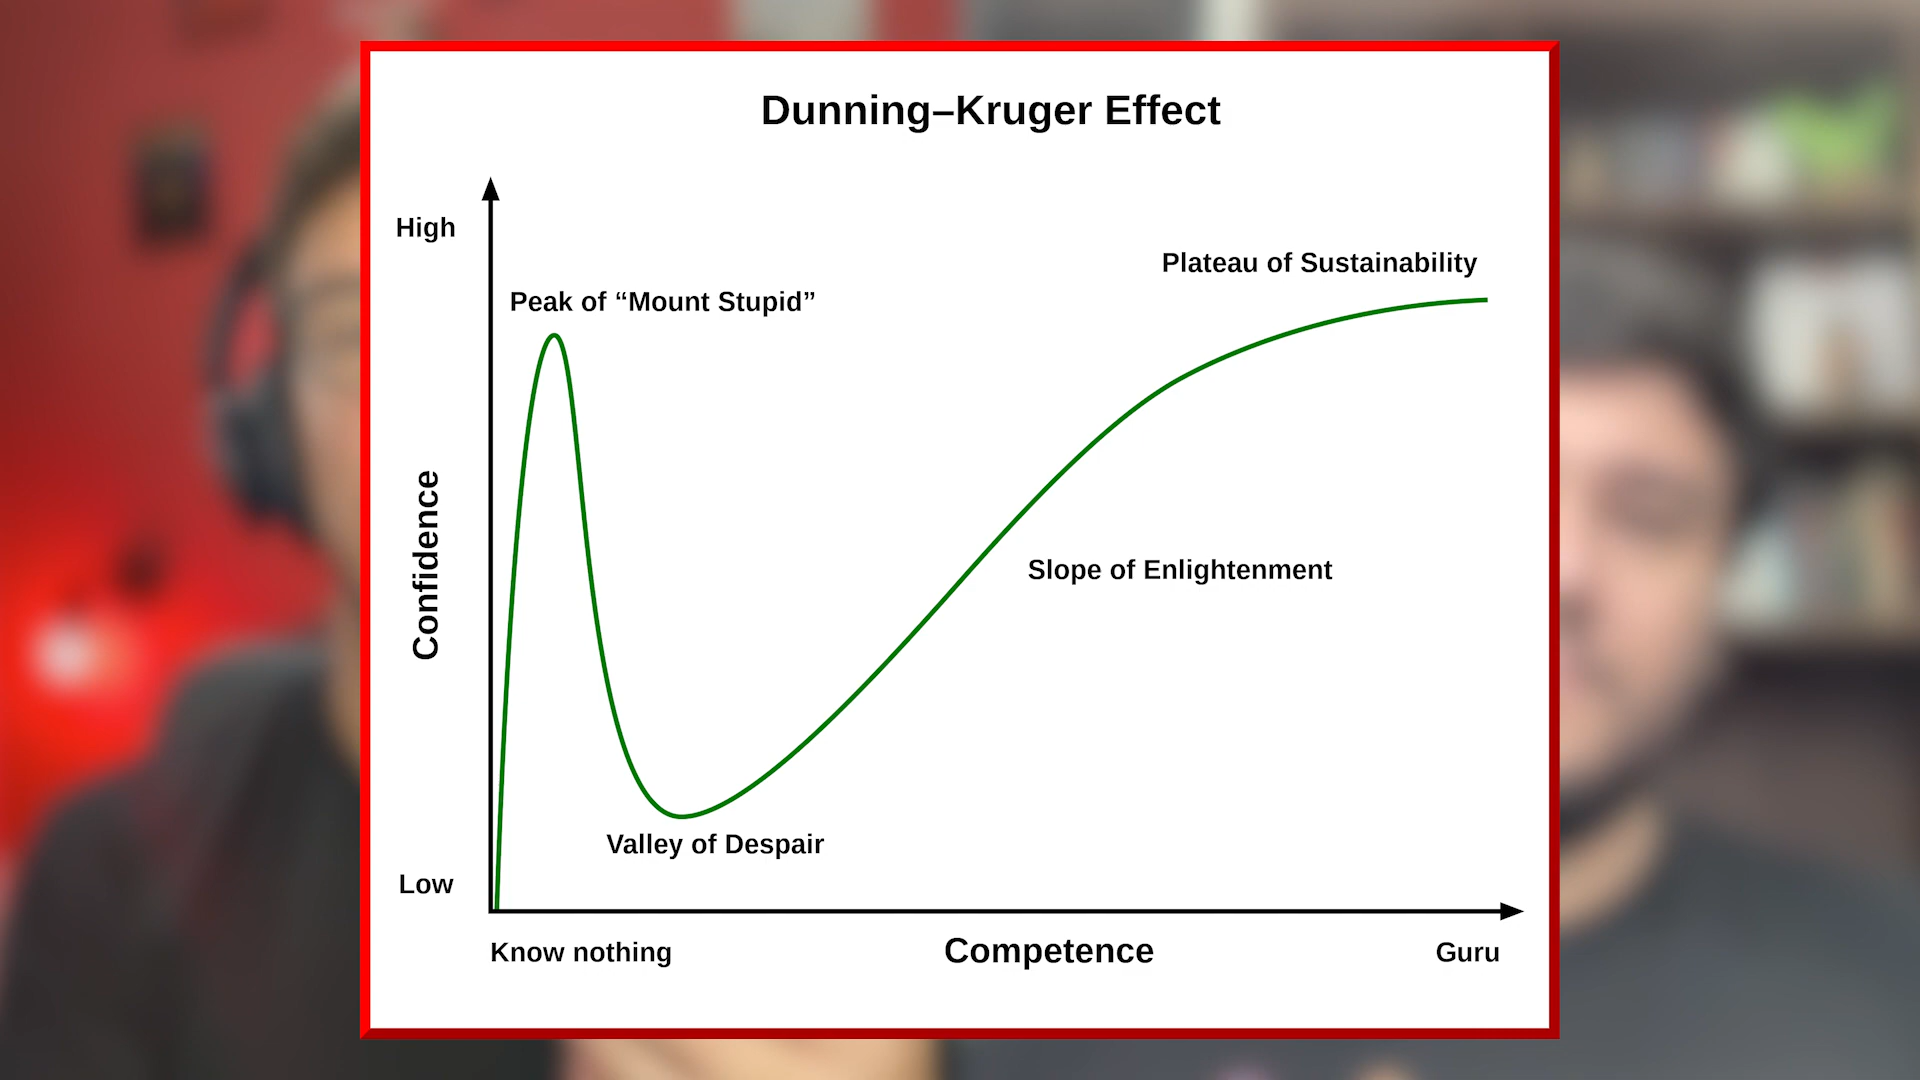 Dunning–Kruger Effect
High
Plateau of Sustainability
Peak of “Mount Stupid”
Confidence
Slope of Enlightenment
Valley of Despair
Low
Know nothing
Competence
Guru